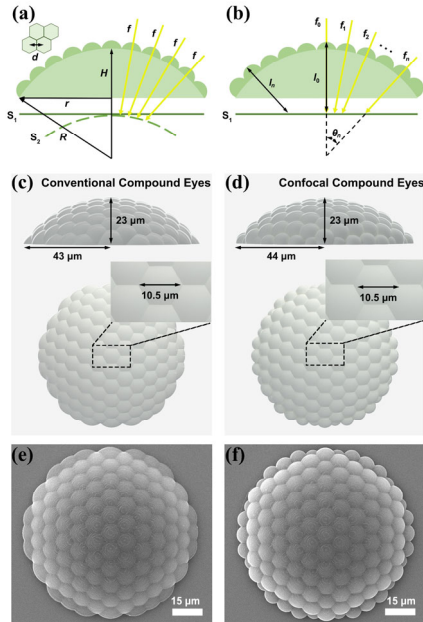 (a)
f f f f
d
H
r
S1
S2
R
(b)
f0 f1 f2 fn
ln
l0
S1
θn
(c) Conventional Compound Eyes
23 µm
43 µm
10.5 µm
(d) Confocal Compound Eyes
23 µm
44 µm
10.5 µm
(e)
15 µm
(f)
15 µm